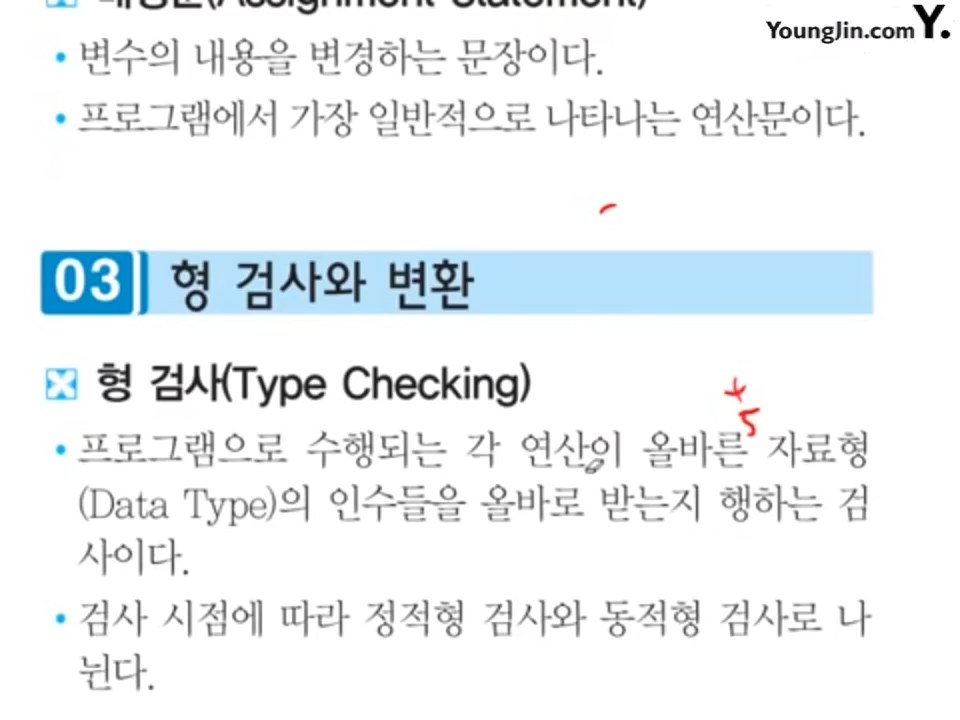 (Assignment Statement)
YoungJin.com Y.
• 변수의 내용을 변경하는 문장이다.
• 프로그램에서 가장 일반적으로 나타나는 연산문이다.
03 형 검사와 변환
형 검사(Type Checking)
+
5
• 프로그램으로 수행되는 각 연산이 올바른 자료형
(Data Type)의 인수들을 올바로 받는지 행하는 검
사이다.
• 검사 시점에 따라 정적형 검사와 동적형 검사로 나
뉜다.